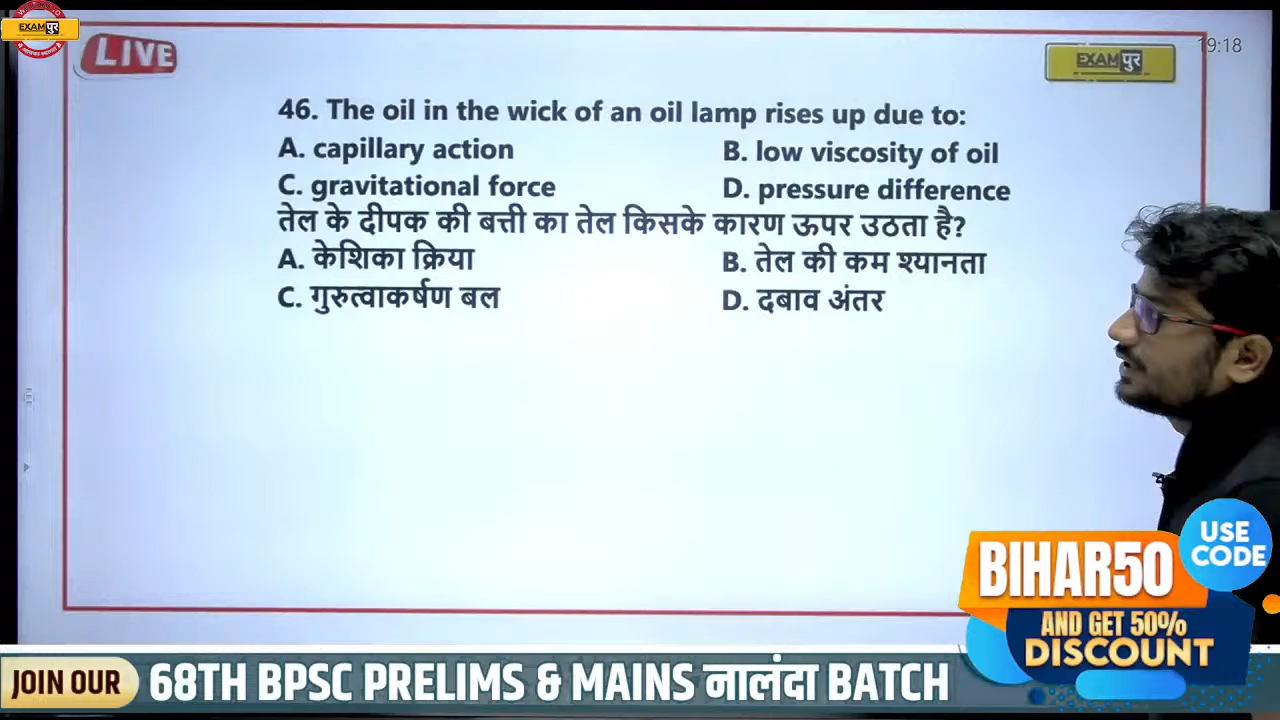 EXAMपुर
LIVE
EXAMपुर
19:18
46. The oil in the wick of an oil lamp rises up due to:
A. capillary action
B. low viscosity of oil
C. gravitational force
D. pressure difference
तेल के दीपक की बत्ती का तेल किसके कारण ऊपर उठता है?
A. केशिका क्रिया
B. तेल की कम श्यानता
C. गुरुत्वाकर्षण बल
D. दबाव अंतर
USE
CODE
BIHAR50
AND GET 50%
DISCOUNT
JOIN OUR
68TH BPSC PRELIMS & MAINS नालंदा BATCH